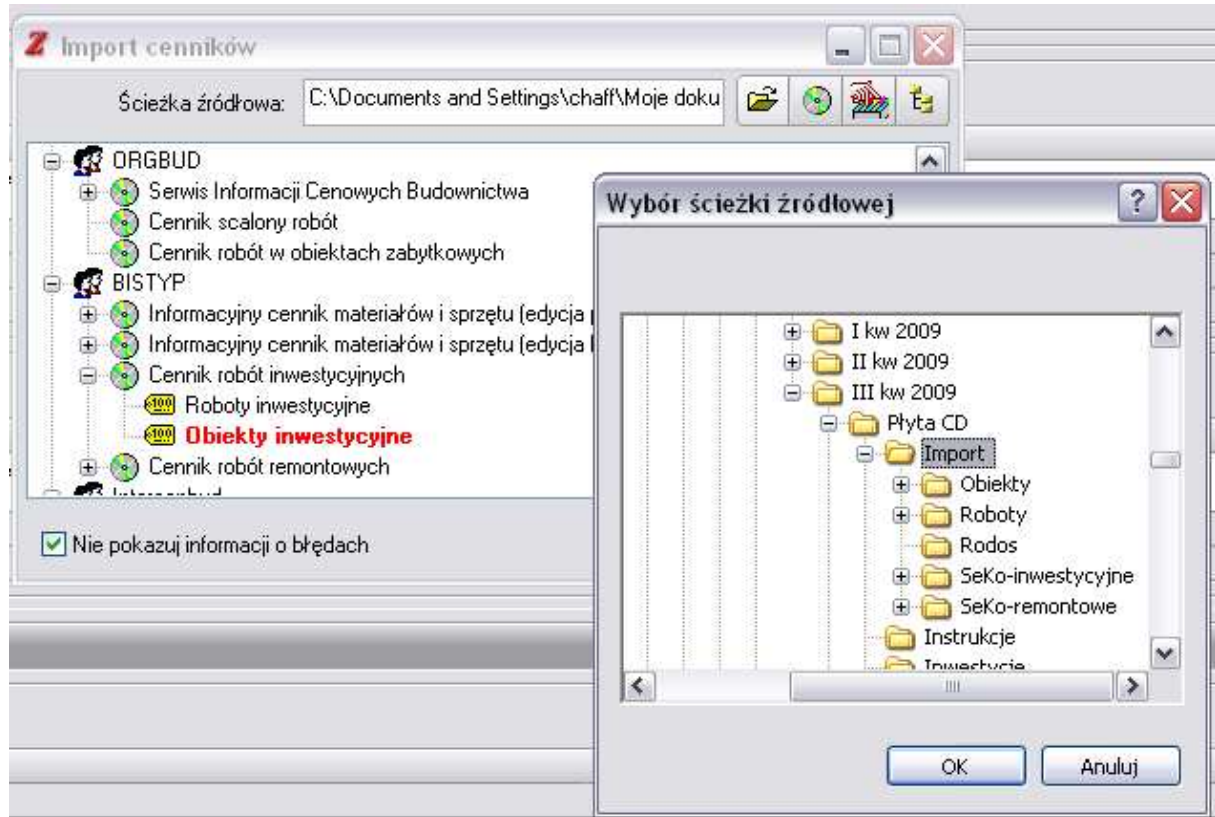 Import cenników
Ścieżka źródłowa: C:\Documents and Settings\chaff\Moje doku
ORGBUD
Serwis Informacji Cenowych Budownictwa
Cennik scalony robót
Cennik robót w obiektach zabytkowych
BISTYP
Informacyjny cennik materiałów i sprzętu (edycja
Informacyjny cennik materiałów i sprzętu (edycja
Cennik robót inwestycyjnych
Roboty inwestycyjne
Obiekty inwestycyjne
Cennik robót remontowych
Nie pokazuj informacji o błędach
Wybór ścieżki źródłowej
I kw 2009
II kw 2009
III kw 2009
Płyta CD
Import
Obiekty
Roboty
Rodos
SeKo-inwestycyjne
SeKo-remontowe
Instrukcje
Inwestycje
OK Anuluj